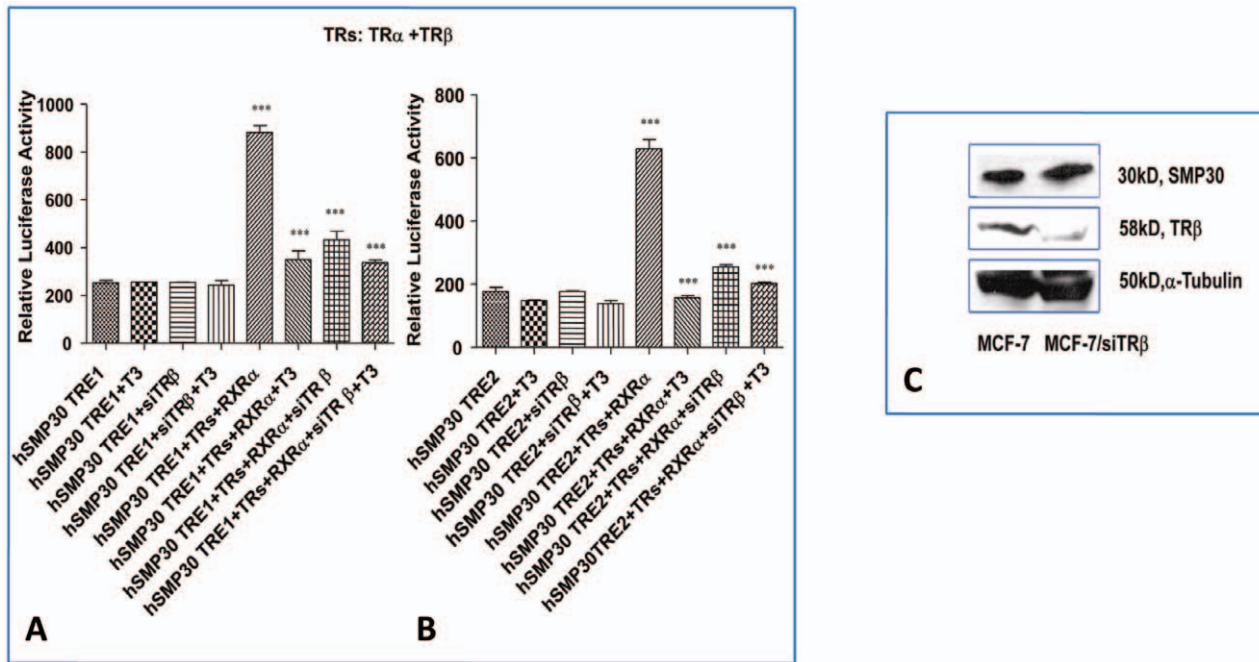 TRs: TRα +TRβ
Relative Luciferase Activity
1000
800
600
400
200
0
***
***
***
***
hSMP30 TRE1
hSMP30 TRE1+T3
hSMP30 TRE1+siTRβ
hSMP30 TRE1+siTRβ+T3
hSMP30 TRE1+TRs+RXRα
hSMP30 TRE1+TRs+RXRα+T3
hSMP30 TRE1+TRs+RXRα+siTR β
hSMP30 TRE1+TRs+RXRα+siTR β+T3
A
Relative Luciferase Activity
800
600
400
200
0
***
***
***
***
hSMP30 TRE2
hSMP30 TRE2+T3
hSMP30 TRE2+siTRβ
hSMP30 TRE2+siTRβ+T3
hSMP30 TRE2+TRs+RXRα
hSMP30 TRE2+TRs+RXRα+T3
hSMP30 TRE2+TRs+RXRα+siTRβ
hSMP30TRE2+TRs+RXRα+siTRβ+T3
B
30kD, SMP30
58kD, TRβ
50kD,α-Tubulin
MCF-7 MCF-7/siTRβ
C